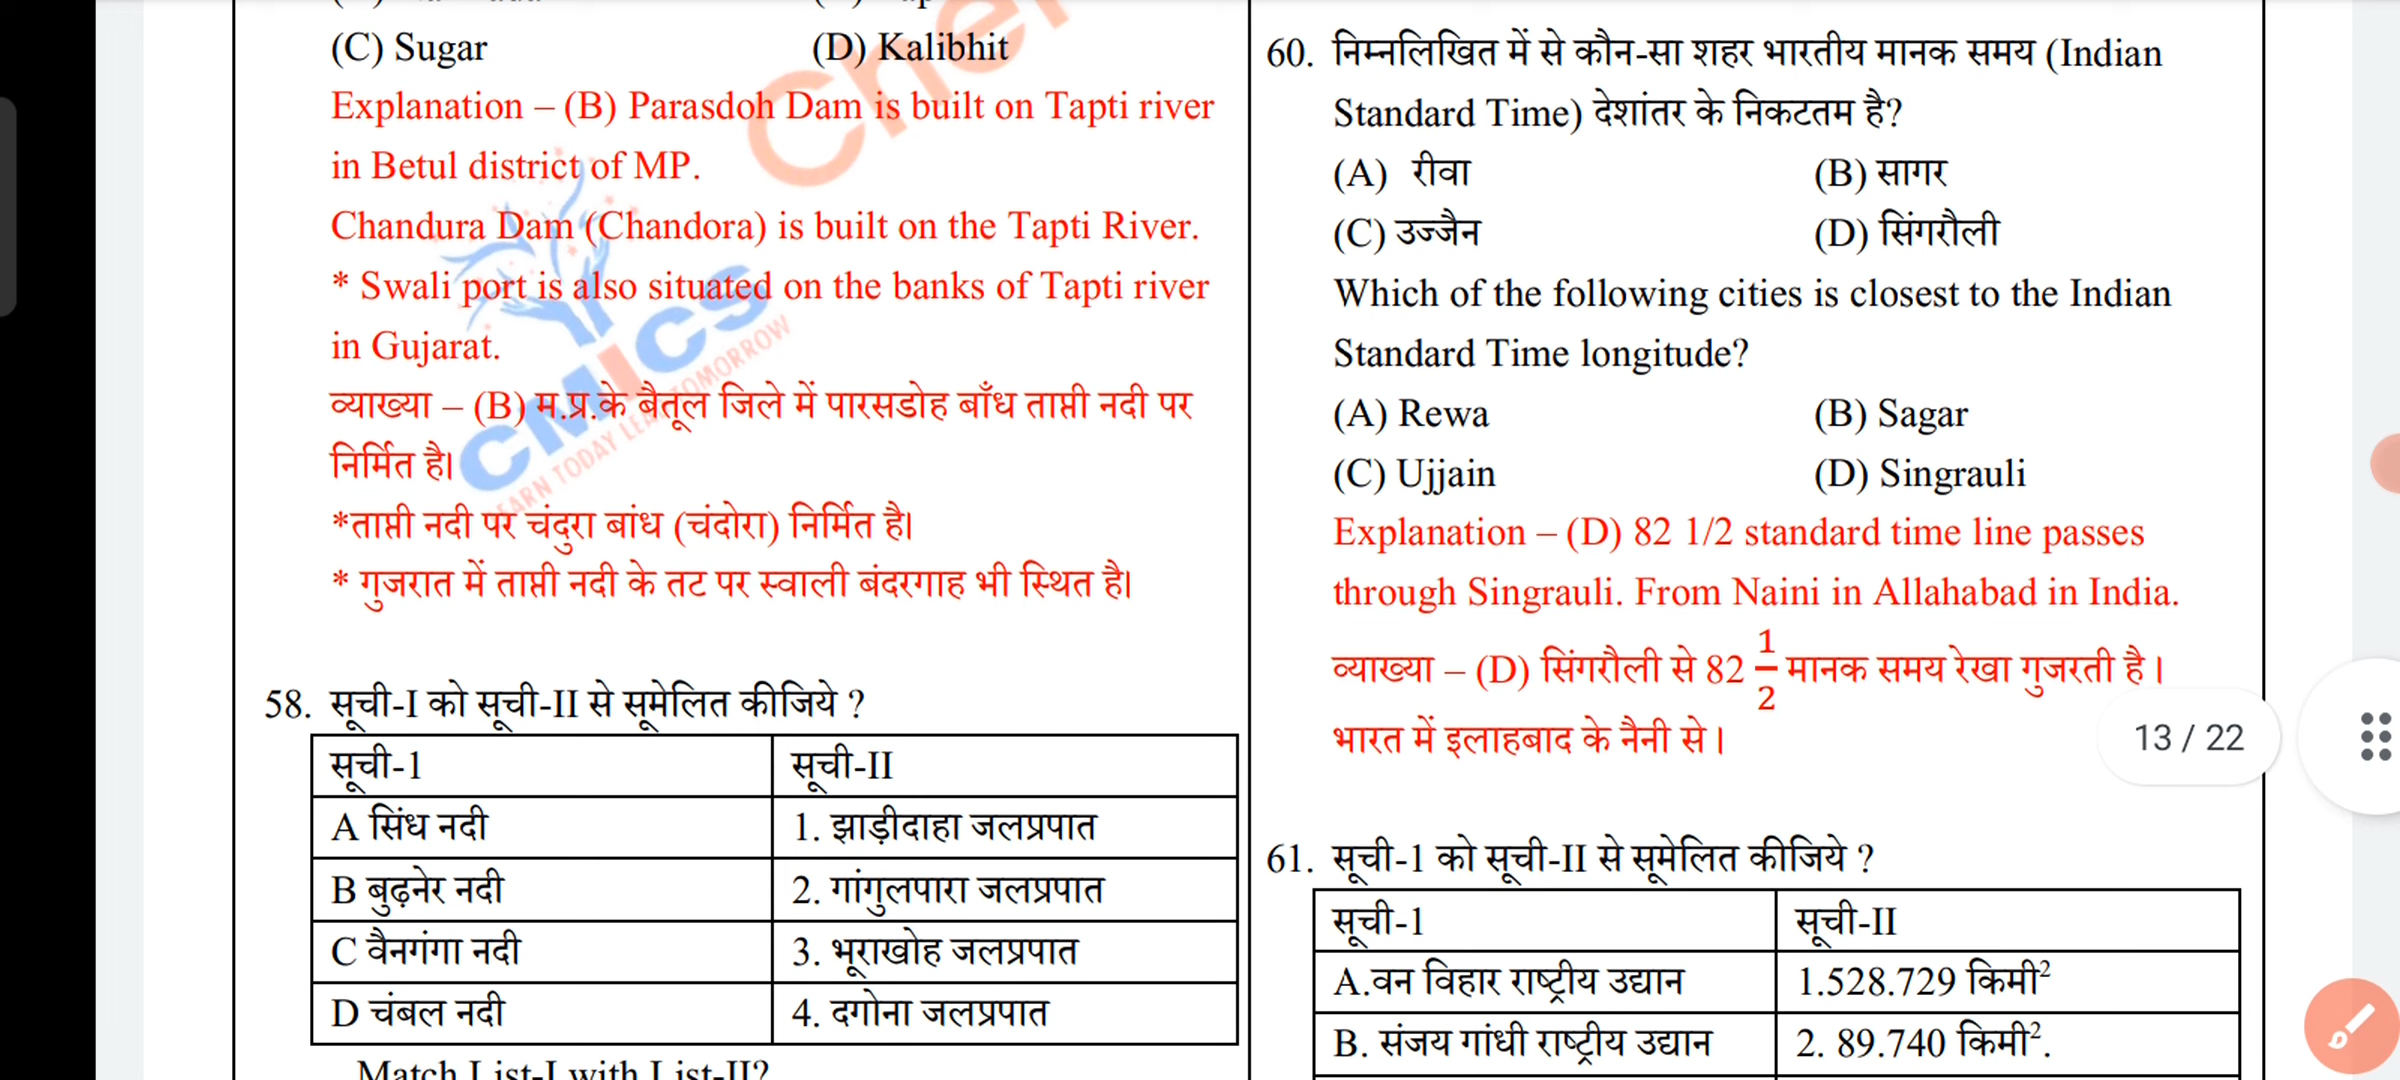 (C) Sugar (D) Kalibhit
Explanation – (B) Parasdoh Dam is built on Tapti river
in Betul district of MP.
Chandura Dam (Chandora) is built on the Tapti River.
* Swali port is also situated on the banks of Tapti river
in Gujarat.
व्याख्या – (B) म.प्र.के बैतूल जिले में पारसडोह बाँध ताप्ती नदी पर
निर्मित है।
*ताप्ती नदी पर चंदुरा बांध (चंदोरा) निर्मित है।
* गुजरात में ताप्ती नदी के तट पर स्वाली बंदरगाह भी स्थित है।
58. सूची-I को सूची-II से सूमेलित कीजिये ?
सूची-1 सूची-II
A सिंध नदी 1. झाड़ीदाहा जलप्रपात
B बुढ़नेर नदी 2. गांगुलपारा जलप्रपात
C वैनगंगा नदी 3. भूराखोह जलप्रपात
D चंबल नदी 4. दगोना जलप्रपात
Match List-I with List-II?
60. निम्नलिखित में से कौन-सा शहर भारतीय मानक समय (Indian
Standard Time) देशांतर के निकटतम है?
(A) रीवा (B) सागर
(C) उज्जैन (D) सिंगरौली
Which of the following cities is closest to the Indian
Standard Time longitude?
(A) Rewa (B) Sagar
(C) Ujjain (D) Singrauli
Explanation – (D) 82 1/2 standard time line passes
through Singrauli. From Naini in Allahabad in India.
व्याख्या – (D) सिंगरौली से 82 1/2 मानक समय रेखा गुजरती है।
भारत में इलाहबाद के नैनी से।
13 / 22
61. सूची-1 को सूची-II से सूमेलित कीजिये ?
सूची-1 सूची-II
A.वन विहार राष्ट्रीय उद्यान 1.528.729 किमी²
B. संजय गांधी राष्ट्रीय उद्यान 2. 89.740 किमी².
CMICS
LEARN TODAY LEAD TOMORROW